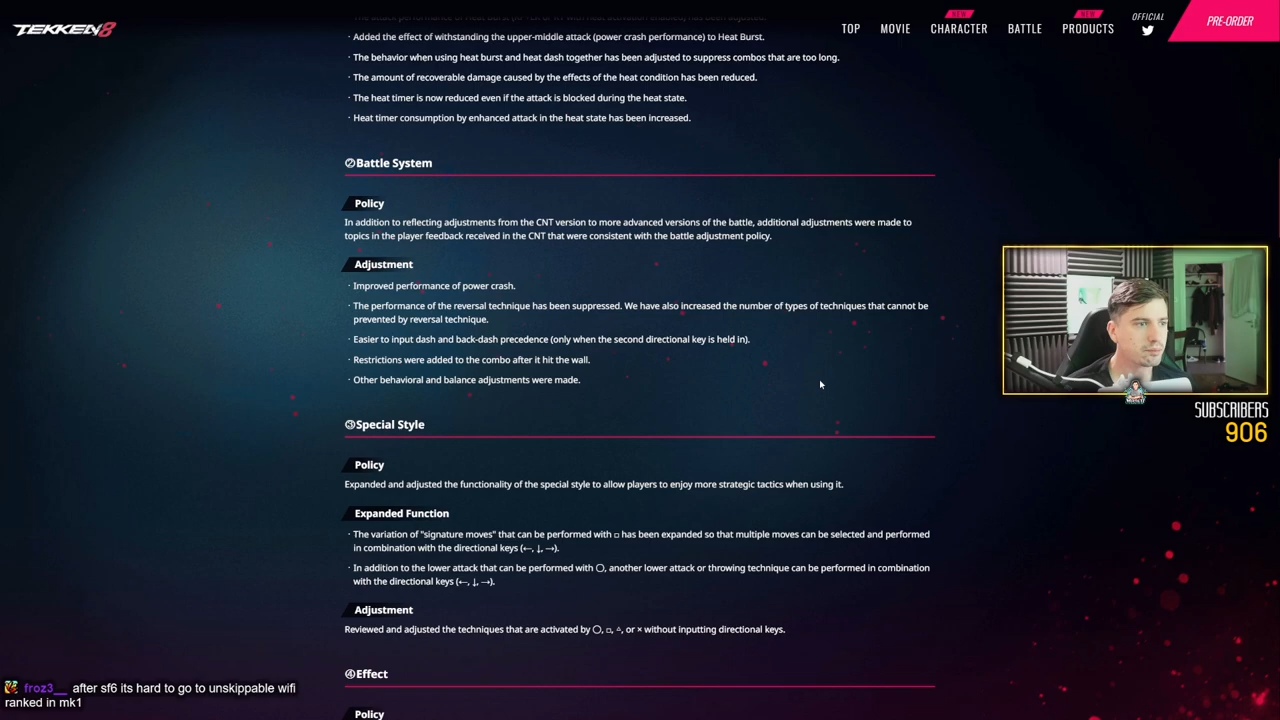 TEKKEN8
TOP
MOVIE
NEW
CHARACTER
BATTLE
NEW
PRODUCTS
OFFICIAL
PRE-ORDER
· The attack performance of Heat Burst
· Added the effect of withstanding the upper-middle attack (power crash performance) to Heat Burst.
· The behavior when using heat burst and heat dash together has been adjusted to suppress combos that are too long.
· The amount of recoverable damage caused by the effects of the heat condition has been reduced.
· The heat timer is now reduced even if the attack is blocked during the heat state.
· Heat timer consumption by enhanced attack in the heat state has been increased.
②Battle System
Policy
In addition to reflecting adjustments from the CNT version to more advanced versions of the battle, additional adjustments were made to
topics in the player feedback received in the CNT that were consistent with the battle adjustment policy.
Adjustment
· Improved performance of power crash.
· The performance of the reversal technique has been suppressed. We have also increased the number of types of techniques that cannot be
prevented by reversal technique.
· Easier to input dash and back-dash precedence (only when the second directional key is held in).
· Restrictions were added to the combo after it hit the wall.
· Other behavioral and balance adjustments were made.
③Special Style
Policy
Expanded and adjusted the functionality of the special style to allow players to enjoy more strategic tactics when using it.
Expanded Function
· The variation of "signature moves" that can be performed with □ has been expanded so that multiple moves can be selected and performed
in combination with the directional keys (←, ↓, →).
· In addition to the lower attack that can be performed with ◯, another lower attack or throwing technique can be performed in combination
with the directional keys (←, ↓, →).
Adjustment
Reviewed and adjusted the techniques that are activated by ◯, □, △, or × without inputting directional keys.
④Effect
Policy
SUBSCRIBERS
906
froz3__ after sf6 its hard to go to unskippable wifi
ranked in mk1